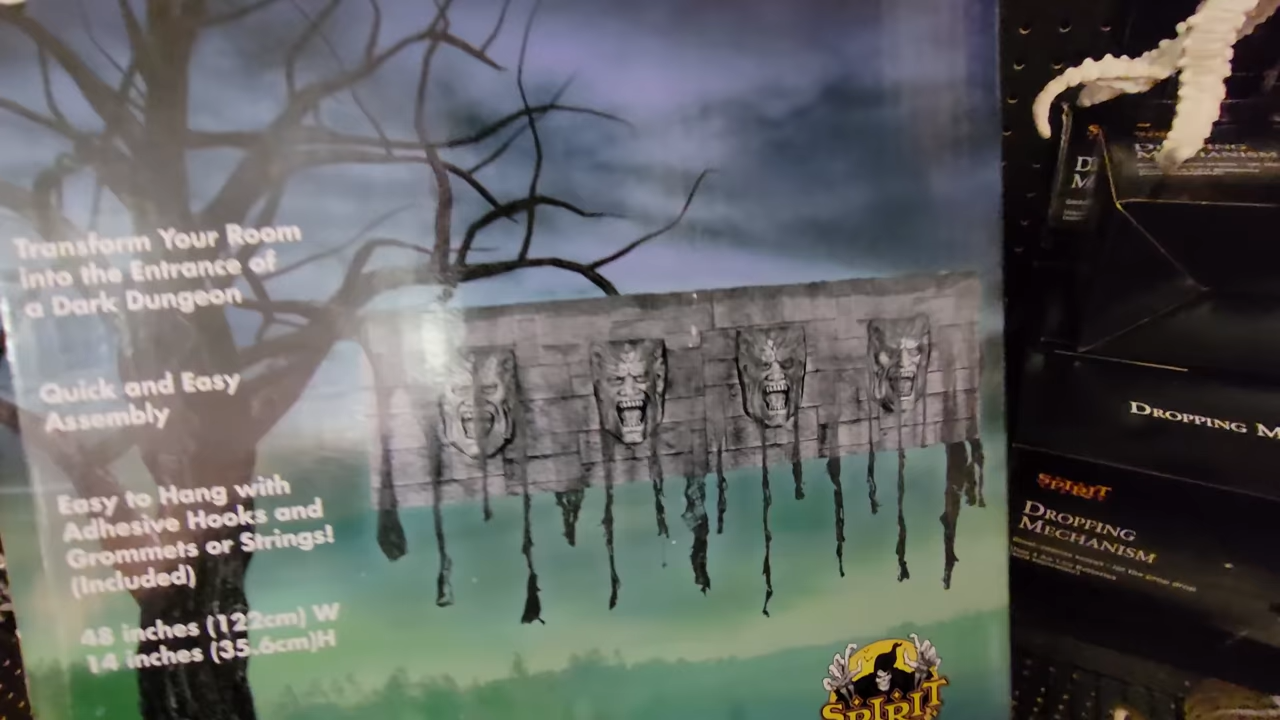 Transform Your Room
into the Entrance of
a Dark Dungeon
Quick and Easy
Assembly
Easy to Hang with
Adhesive Hooks and
Grommets or Strings!
(Included)
48 inches (122cm) W
14 inches (35.6cm)H
SPIRIT
DROPPING
MECHANISM
DROPPING M
SPIRIT
DROPPING
MECHANISM